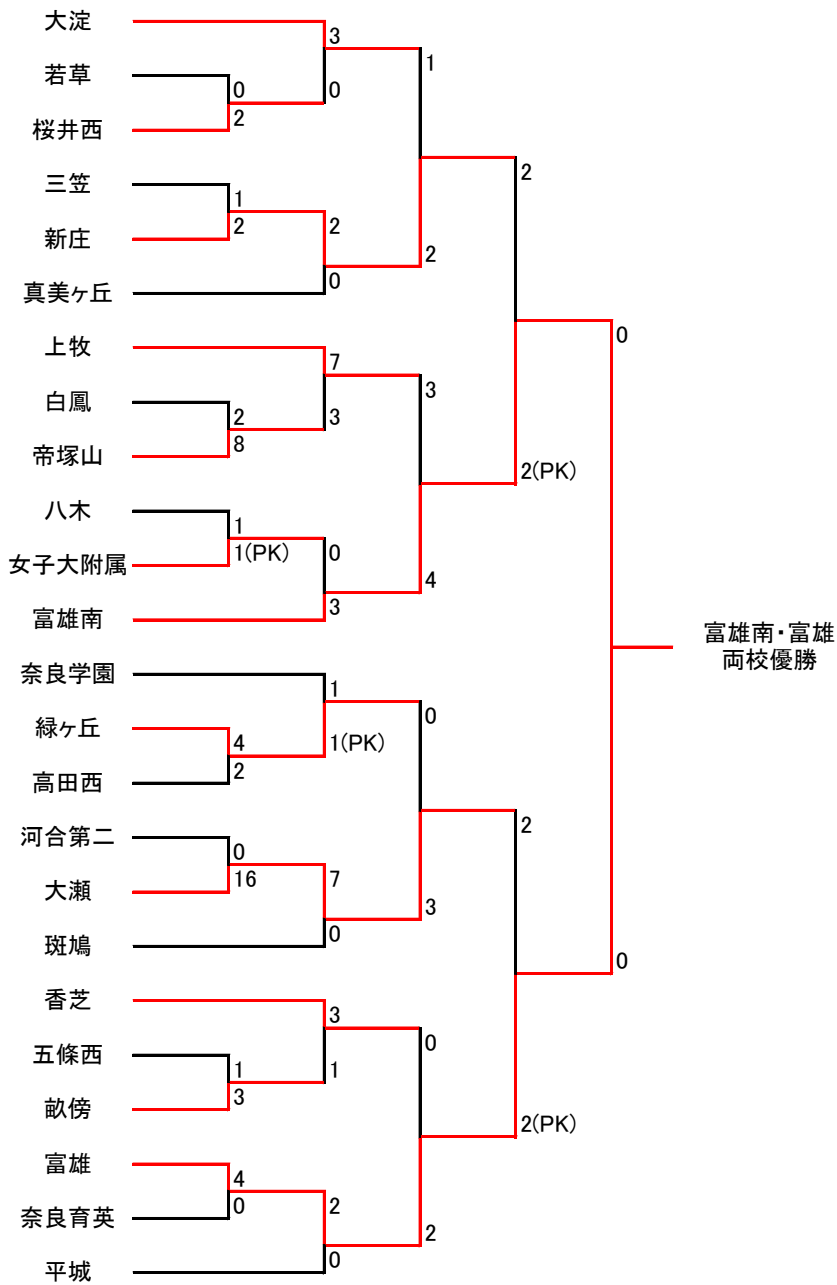 大淀
3
1
若草
0
0
桜井西
2
2
三笠
1
新庄
2
2
2
真美ヶ丘
0
0
上牧
7
3
白鳳
2
3
帝塚山
8
2(PK)
八木
1
女子大附属
1(PK)
0
4
富雄南
3
富雄南・富雄
両校優勝
奈良学園
1
0
緑ヶ丘
4
1(PK)
高田西
2
2
河合第二
0
大瀬
16
7
3
斑鳩
0
0
香芝
3
0
五條西
1
1
畝傍
3
2(PK)
富雄
4
奈良育英
0
2
2
平城
0